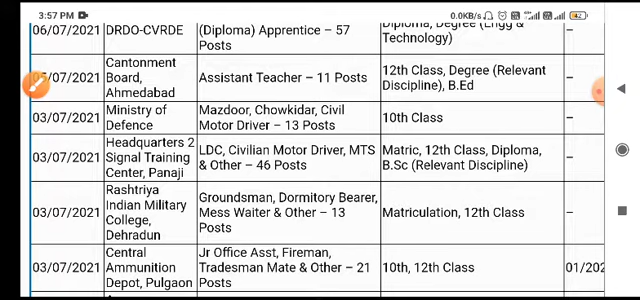 3:57 PM
0.0KB/s
42
06/07/2021 DRDO-CVRDE (Diploma) Apprentice – 57 Posts Diploma, Degree (Engg & Technology) –
/07/2021 Cantonment Board, Ahmedabad Assistant Teacher – 11 Posts 12th Class, Degree (Relevant Discipline), B.Ed –
03/07/2021 Ministry of Defence Mazdoor, Chowkidar, Civil Motor Driver – 13 Posts 10th Class –
03/07/2021 Headquarters 2 Signal Training Center, Panaji LDC, Civilian Motor Driver, MTS & Other – 46 Posts Matric, 12th Class, Diploma, B.Sc (Relevant Discipline) –
03/07/2021 Rashtriya Indian Military College, Dehradun Groundsman, Dormitory Bearer, Mess Waiter & Other – 13 Posts Matriculation, 12th Class –
03/07/2021 Central Ammunition Depot, Pulgaon Jr Office Asst, Fireman, Tradesman Mate & Other – 21 Posts 10th, 12th Class 01/202